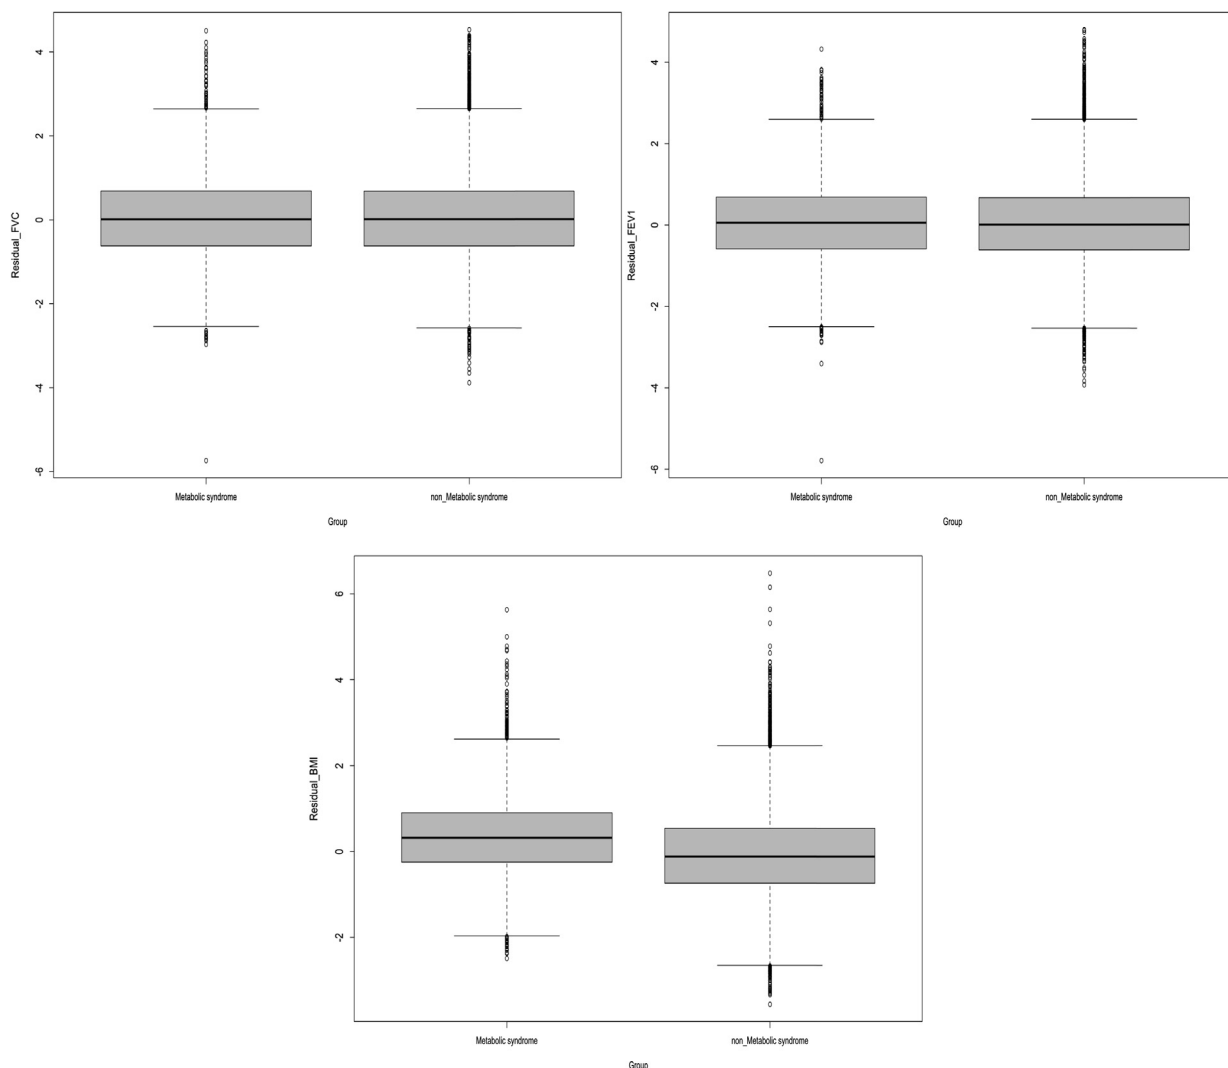 Residual_FVC
4
2
0
-2
-4
-6
Metabolic syndrome
non_Metabolic syndrome
Group
Residual_FEV1
4
2
0
-2
-4
-6
Metabolic syndrome
non_Metabolic syndrome
Group
Residual_BMI
6
4
2
0
-2
Metabolic syndrome
non_Metabolic syndrome
Group